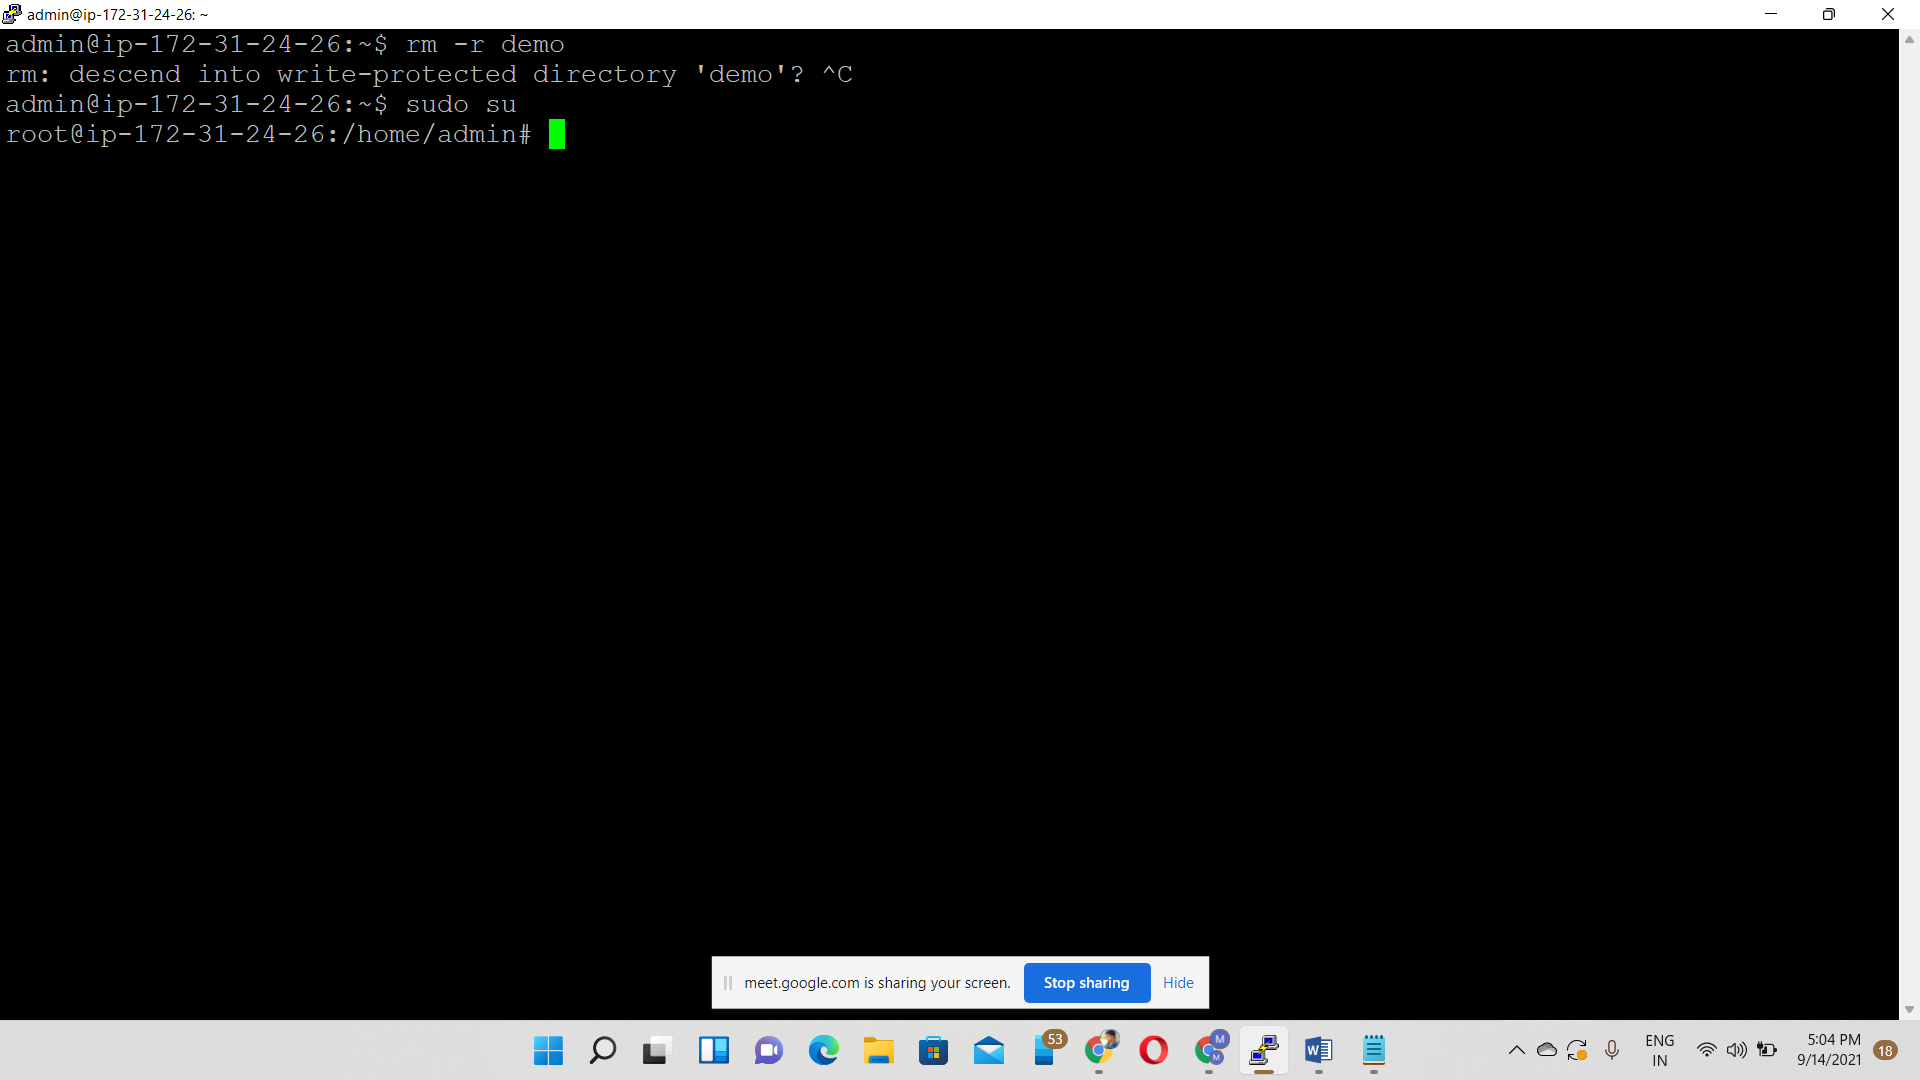 admin@ip-172-31-24-26: ~
admin@ip-172-31-24-26:~$ rm -r demo
rm: descend into write-protected directory 'demo'? ^C
admin@ip-172-31-24-26:~$ sudo su
root@ip-172-31-24-26:/home/admin#
meet.google.com is sharing your screen.
Stop sharing
Hide
53
M
M
W
ENG
IN
5:04 PM
9/14/2021
18